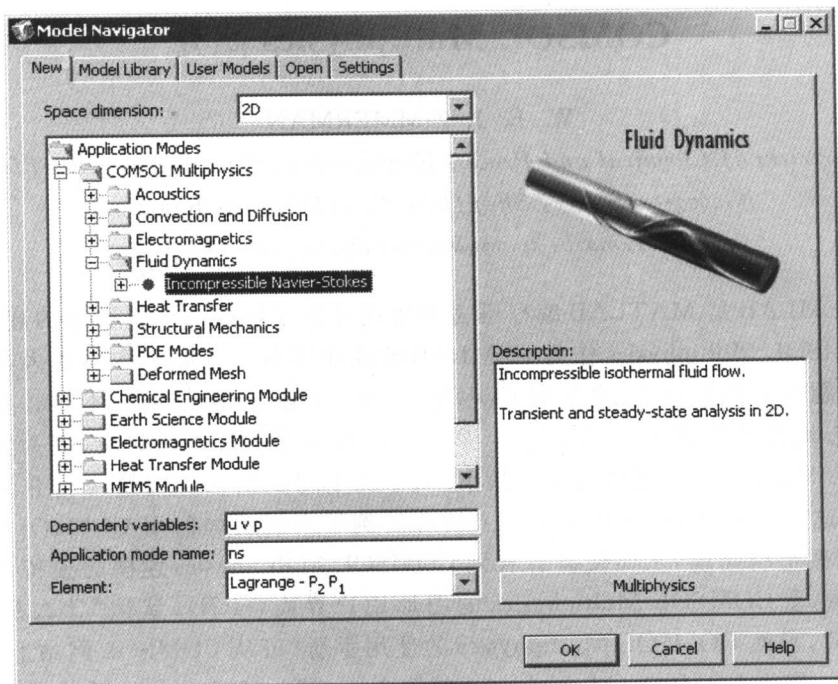 Model Navigator
New Model Library User Models Open Settings
Space dimension: 2D
Application Modes
COMSOL Multiphysics
Acoustics
Convection and Diffusion
Electromagnetics
Fluid Dynamics
Incompressible Navier-Stokes
Heat Transfer
Structural Mechanics
PDE Modes
Deformed Mesh
Chemical Engineering Module
Earth Science Module
Electromagnetics Module
Heat Transfer Module
MEMS Module
Fluid Dynamics
Description:
Incompressible isothermal fluid flow.
Transient and steady-state analysis in 2D.
Dependent variables: u v p
Application mode name: ns
Element: Lagrange - P₂ P₁
Multiphysics
OK Cancel Help